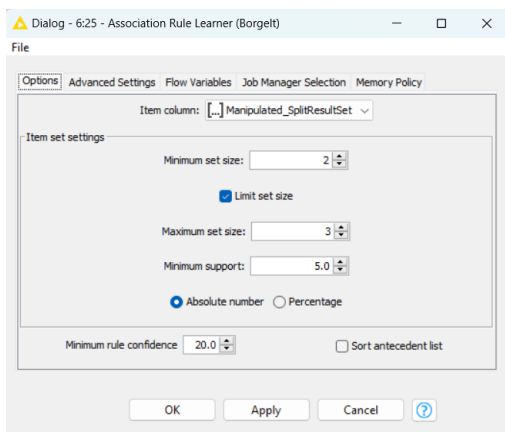 Dialog - 6:25 - Association Rule Learner (Borgelt)
File
Options Advanced Settings Flow Variables Job Manager Selection Memory Policy
Item column: [...] Manipulated_SplitResultSet
Item set settings
Minimum set size: 2
Limit set size
Maximum set size: 3
Minimum support: 5.0
Absolute number Percentage
Minimum rule confidence 20.0 Sort antecedent list
OK Apply Cancel ?